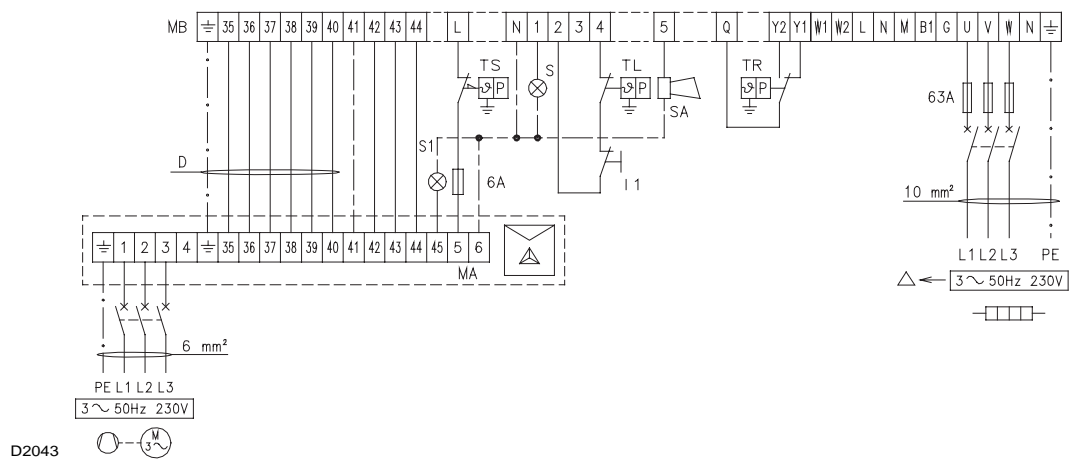 MB 35 36 37 38 39 40 41 42 43 44 L N 1 2 3 4 5 Q Y2 Y1 W1 W2 L N M B1 G U V W N
TS S TL TR
ϑ P ϑ P ϑ P
63A
SA
S1
D 6A I1
10 mm²
1 2 3 4 35 36 37 38 39 40 41 42 43 44 45 5 6
MA
L1 L2 L3 PE
3~ 50Hz 230V
6 mm²
PE L1 L2 L3
3~ 50Hz 230V
M
3~
D2043